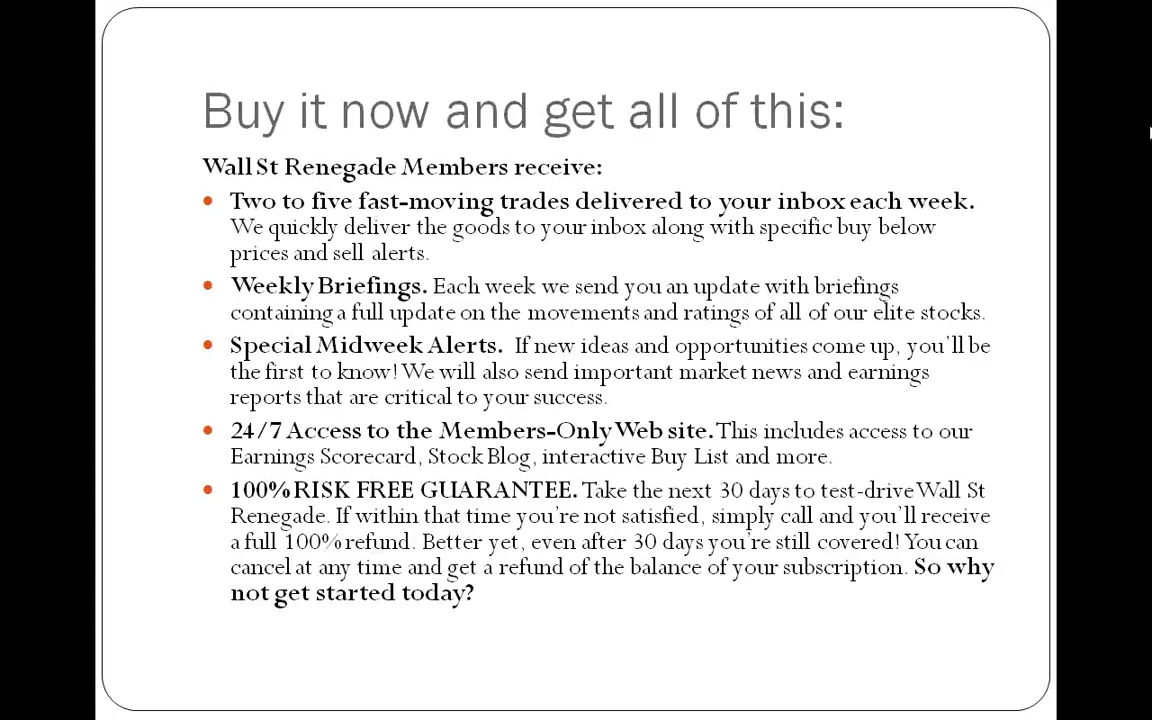 Buy it now and get all of this:
Wall St Renegade Members receive:
• Two to five fast-moving trades delivered to your inbox each week.
We quickly deliver the goods to your inbox along with specific buy below
prices and sell alerts.
• Weekly Briefings. Each week we send you an update with briefings
containing a full update on the movements and ratings of all of our elite stocks.
• Special Midweek Alerts. If new ideas and opportunities come up, you'll be
the first to know! We will also send important market news and earnings
reports that are critical to your success.
• 24/7 Access to the Members-Only Web site. This includes access to our
Earnings Scorecard, Stock Blog, interactive Buy List and more.
• 100% RISK FREE GUARANTEE. Take the next 30 days to test-drive Wall St
Renegade. If within that time you're not satisfied, simply call and you'll receive
a full 100% refund. Better yet, even after 30 days you're still covered! You can
cancel at any time and get a refund of the balance of your subscription. So why
not get started today?